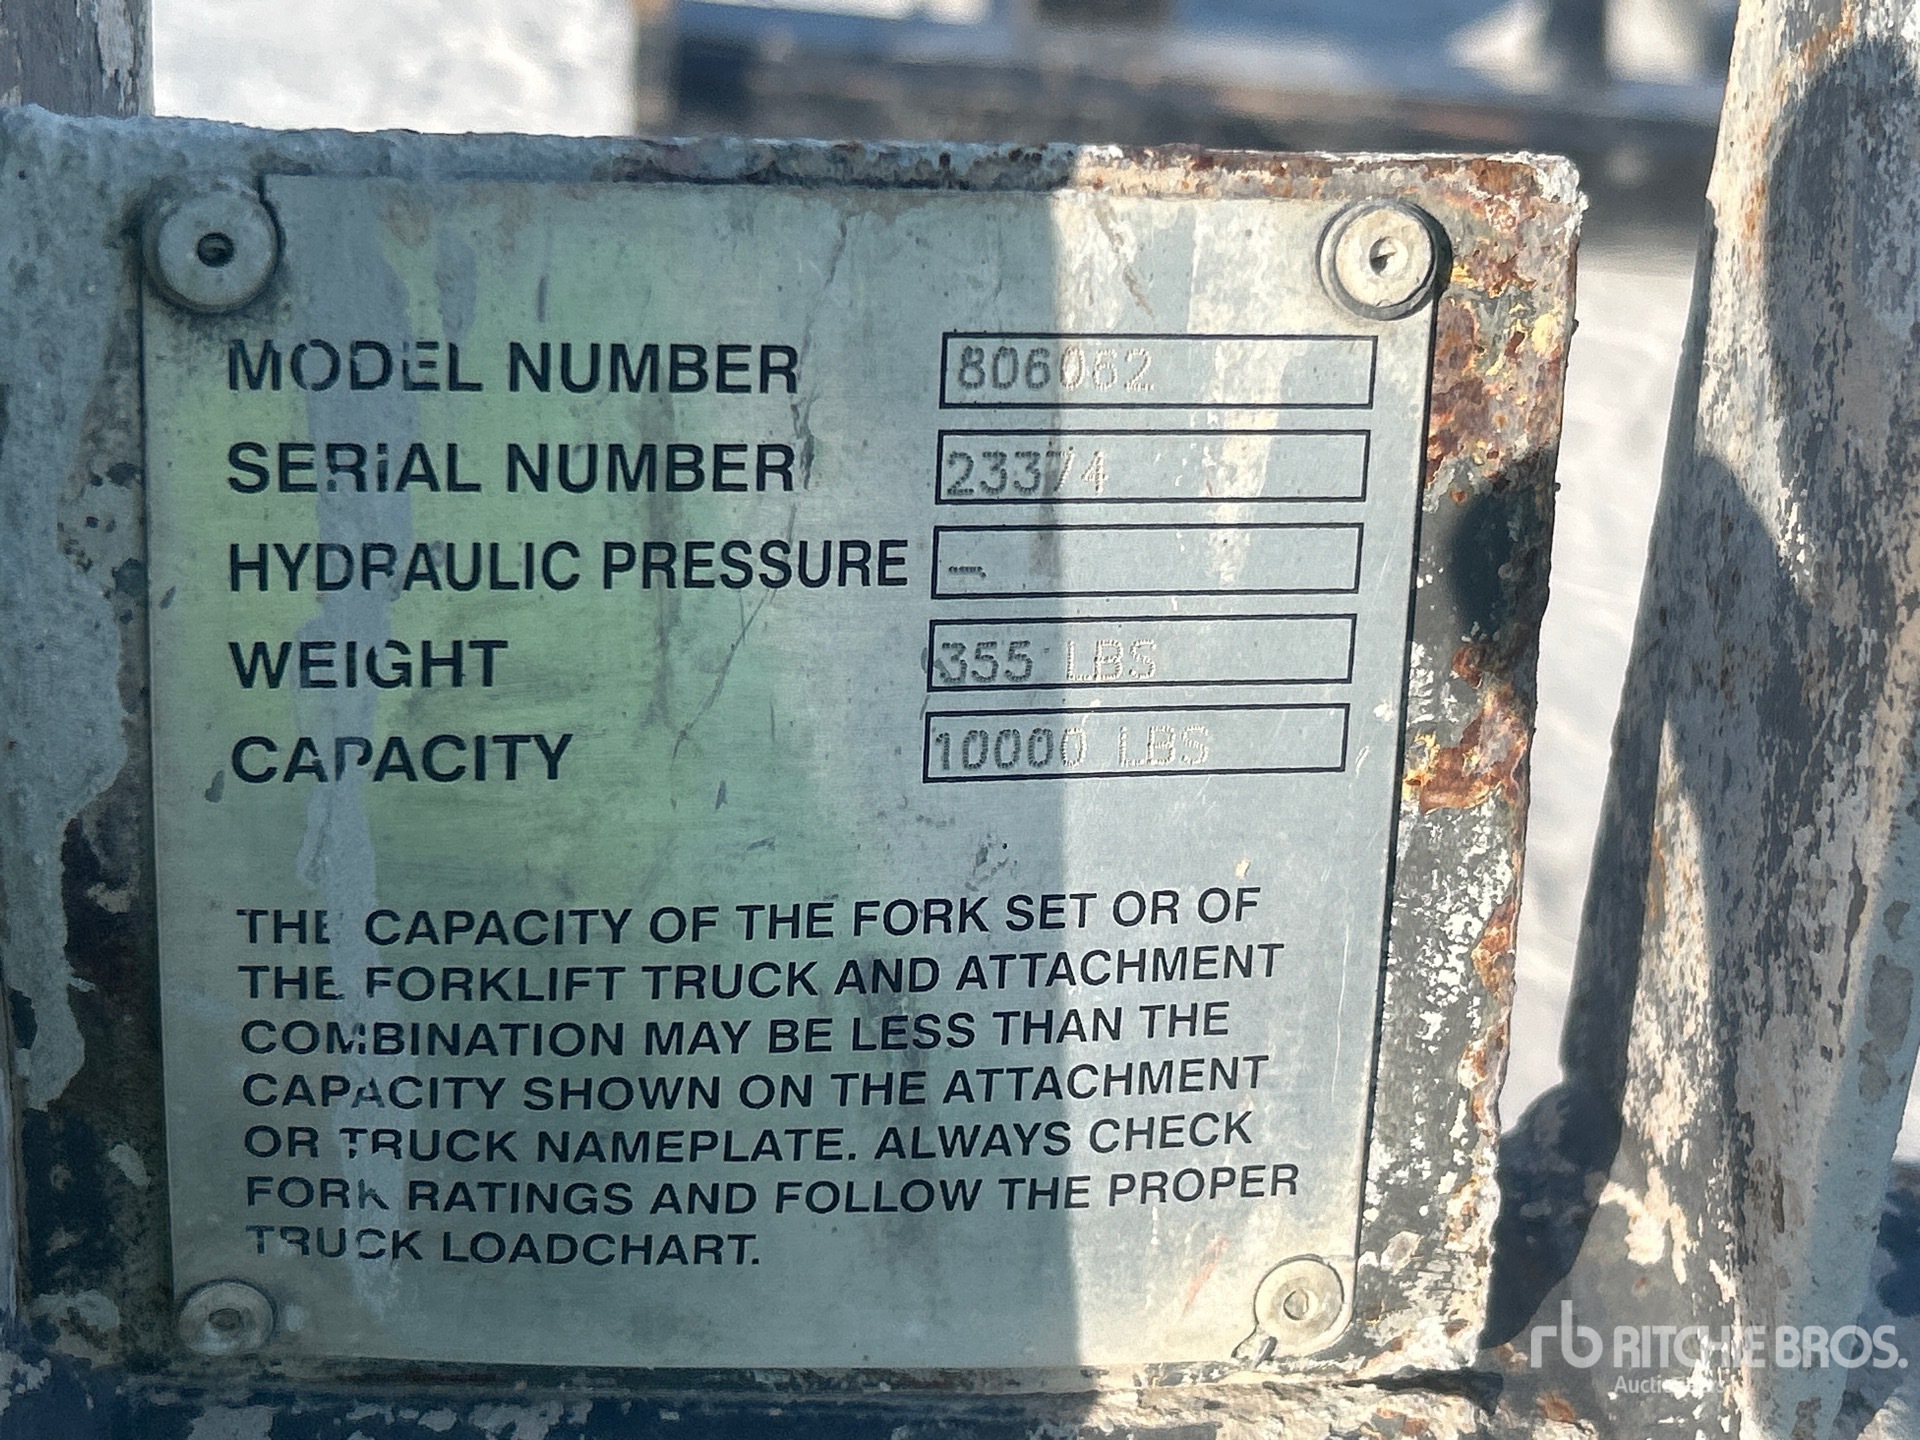 MODEL NUMBER 806062
SERIAL NUMBER 23374
HYDRAULIC PRESSURE -
WEIGHT 355 LBS
CAPACITY 10000 LBS
THE CAPACITY OF THE FORK SET OR OF
THE FORKLIFT TRUCK AND ATTACHMENT
COMBINATION MAY BE LESS THAN THE
CAPACITY SHOWN ON THE ATTACHMENT
OR TRUCK NAMEPLATE. ALWAYS CHECK
FORK RATINGS AND FOLLOW THE PROPER
TRUCK LOADCHART.
rb RITCHIE BROS.
Auctioneers